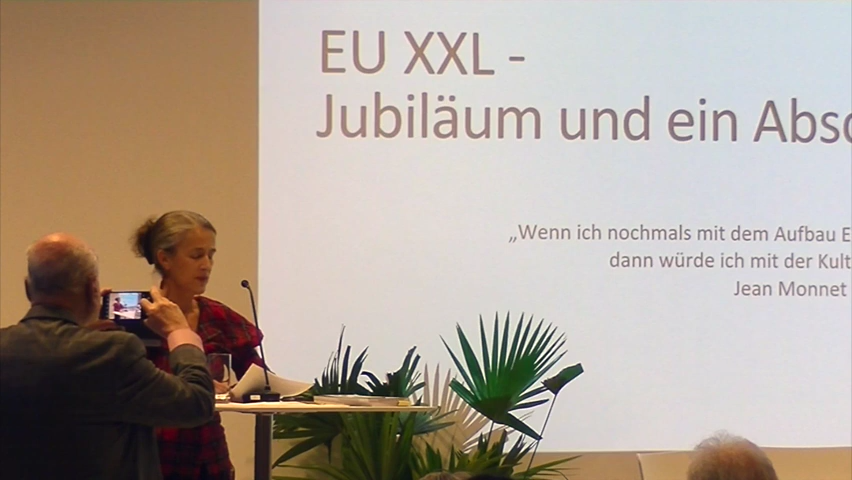 EU XXL -
Jubiläum und ein Absc
„Wenn ich nochmals mit dem Aufbau E
dann würde ich mit der Kult
Jean Monnet